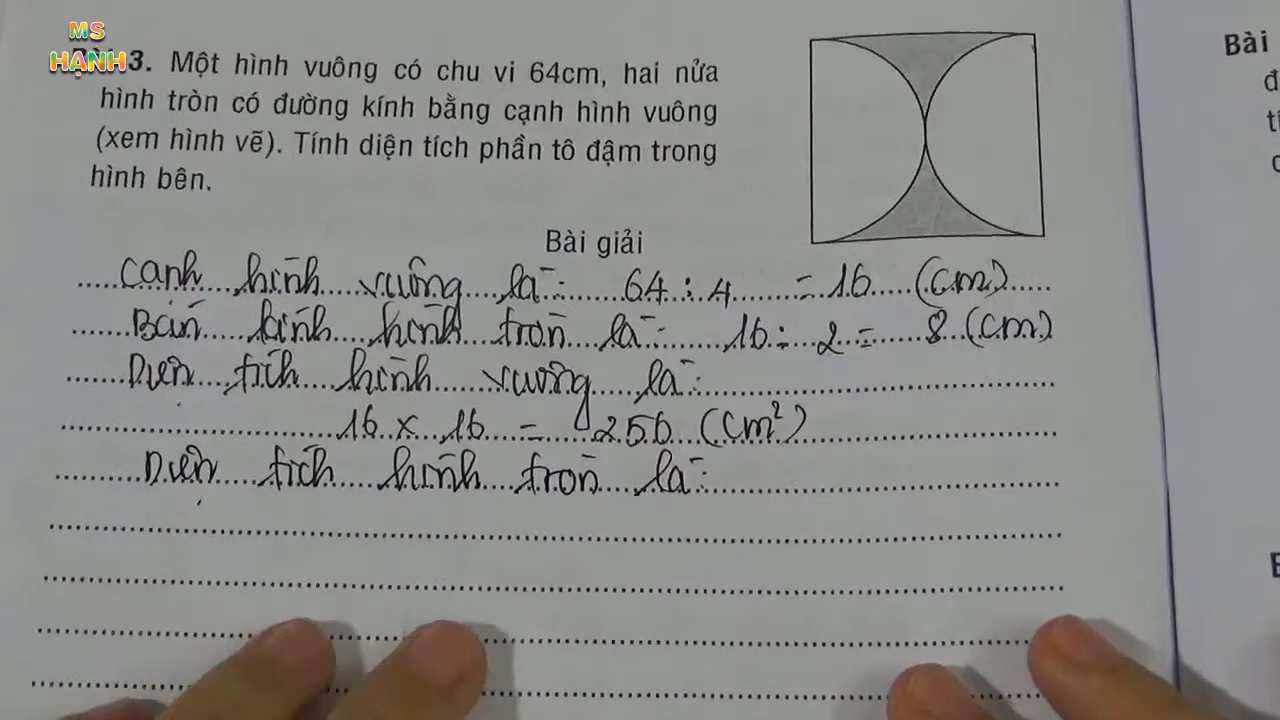 MS
HẠNH
Bài 3. Một hình vuông có chu vi 64cm, hai nửa
hình tròn có đường kính bằng cạnh hình vuông
(xem hình vẽ). Tính diện tích phần tô đậm trong
hình bên.
Bài giải
Cạnh hình vuông là: 64 : 4 = 16 (cm)
Bán kính hình tròn là: 16 : 2 = 8 (cm)
Diện tích hình vuông là:
16 x 16 = 256 (cm²)
Diện tích hình tròn là:
Bài